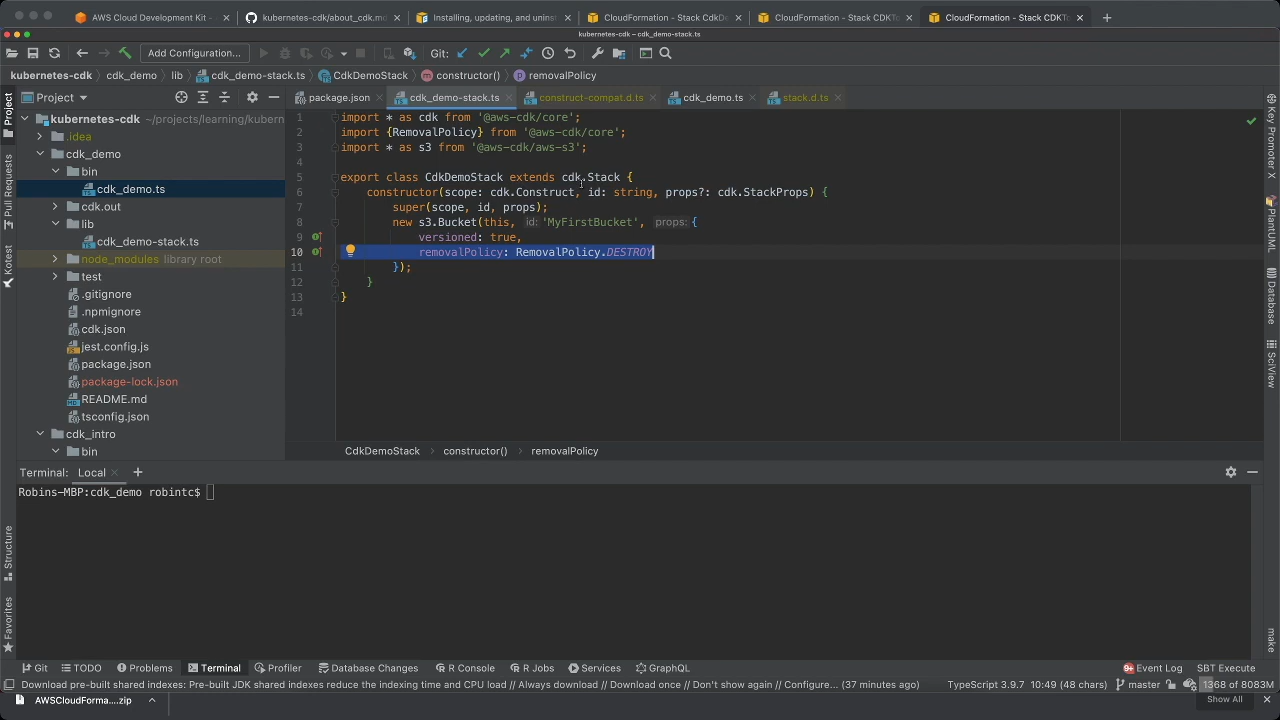 AWS Cloud Development Kit -
kubernetes-cdk/about_cdk.mo
Installing, updating, and unins
CloudFormation - Stack CdkDe
CloudFormation - Stack CDKTo
CloudFormation - Stack CDKTo
kubernetes-cdk – cdk_demo-stack.ts
Add Configuration...
Git:
kubernetes-cdk
cdk_demo
lib
cdk_demo-stack.ts
CdkDemoStack
constructor()
removalPolicy
Project
package.json
cdk_demo-stack.ts
construct-compat.d.ts
cdk_demo.ts
stack.d.ts
Project
Pull Requests
Kotest
Structure
Favorites
kubernetes-cdk ~/projects/learning/kubern
.idea
cdk_demo
bin
cdk_demo.ts
cdk.out
lib
cdk_demo-stack.ts
node_modules library root
test
.gitignore
.npmignore
cdk.json
jest.config.js
package.json
package-lock.json
README.md
tsconfig.json
cdk_intro
bin
1 import * as cdk from '@aws-cdk/core';
2 import {RemovalPolicy} from '@aws-cdk/core';
3 import * as s3 from '@aws-cdk/aws-s3';
4
5 export class CdkDemoStack extends cdk.Stack {
6 constructor(scope: cdk.Construct, id: string, props?: cdk.StackProps) {
7 super(scope, id, props);
8 new s3.Bucket(this, id: 'MyFirstBucket', props: {
9 versioned: true,
10 removalPolicy: RemovalPolicy.DESTROY
11 });
12 }
13 }
14
Key Promoter X
PlantUML
Database
SciView
make
CdkDemoStack
constructor()
removalPolicy
Terminal: Local
Robins-MBP:cdk_demo robintc$
Git
TODO
Problems
Terminal
Profiler
Database Changes
R Console
R Jobs
Services
GraphQL
Event Log
SBT Execute
Download pre-built shared indexes: Pre-built JDK shared indexes reduce the indexing time and CPU load // Always download // Download once // Don't show again // Configure... (37 minutes ago)
TypeScript 3.9.7
10:49 (48 chars)
master
1368 of 8083M
AWSCloudForma....zip
Show All